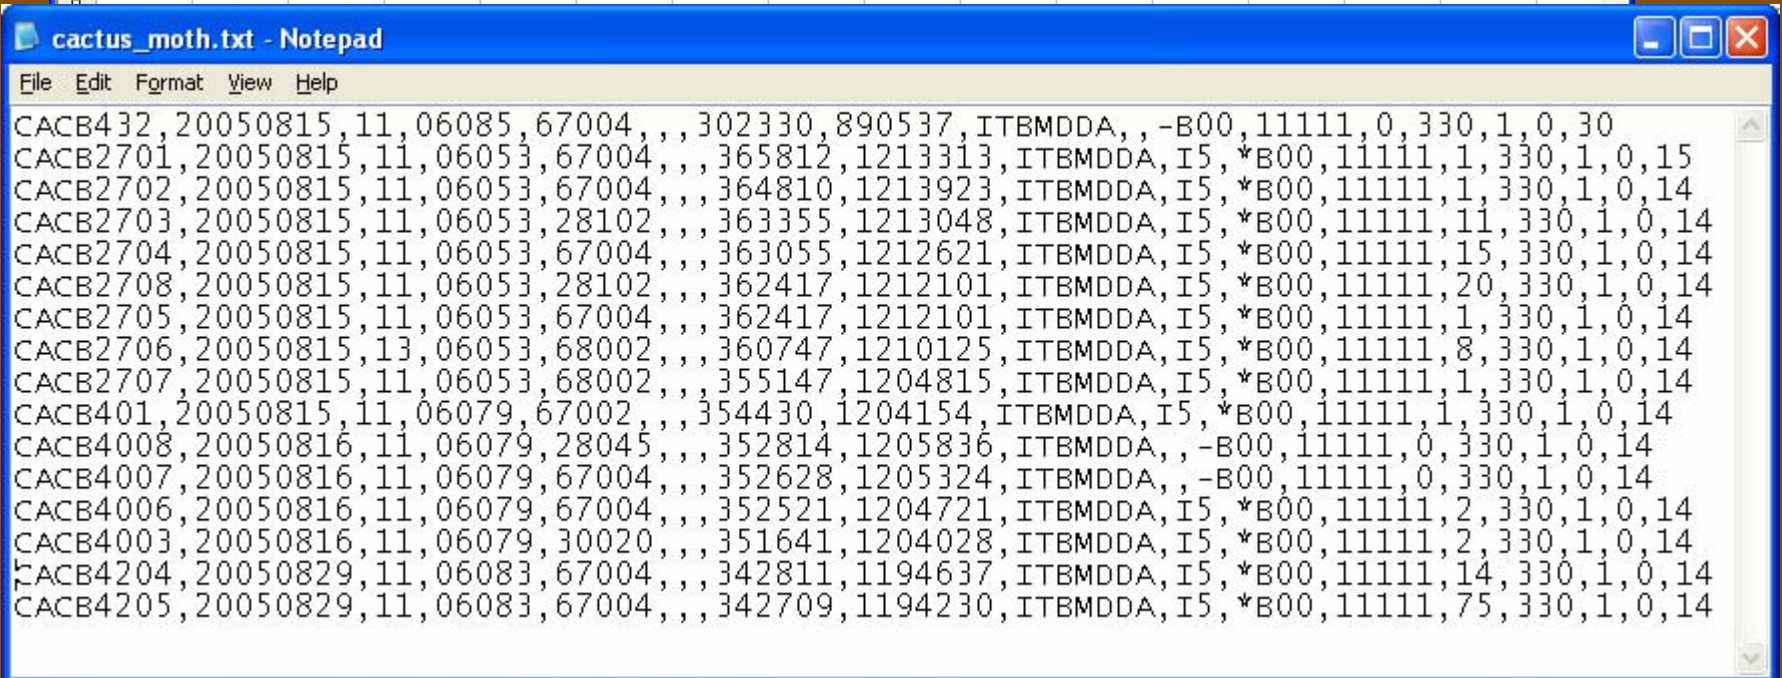 cactus_moth.txt - Notepad
File Edit Format View Help
CACB432,20050815,11,06085,67004,,,302330,890537,ITBMDDA,,-B00,11111,0,330,1,0,30
CACB2701,20050815,11,06053,67004,,,365812,1213313,ITBMDDA,I5,*B00,11111,1,330,1,0,15
CACB2702,20050815,11,06053,67004,,,364810,1213923,ITBMDDA,I5,*B00,11111,1,330,1,0,14
CACB2703,20050815,11,06053,28102,,,363355,1213048,ITBMDDA,I5,*B00,11111,11,330,1,0,14
CACB2704,20050815,11,06053,67004,,,363055,1212621,ITBMDDA,I5,*B00,11111,15,330,1,0,14
CACB2708,20050815,11,06053,28102,,,362417,1212101,ITBMDDA,I5,*B00,11111,20,330,1,0,14
CACB2705,20050815,11,06053,67004,,,362417,1212101,ITBMDDA,I5,*B00,11111,1,330,1,0,14
CACB2706,20050815,13,06053,68002,,,360747,1210125,ITBMDDA,I5,*B00,11111,8,330,1,0,14
CACB2707,20050815,11,06053,68002,,,355147,1204815,ITBMDDA,I5,*B00,11111,1,330,1,0,14
CACB401,20050815,11,06079,67002,,,354430,1204154,ITBMDDA,I5,*B00,11111,1,330,1,0,14
CACB4008,20050816,11,06079,28045,,,352814,1205836,ITBMDDA,,-B00,11111,0,330,1,0,14
CACB4007,20050816,11,06079,67004,,,352628,1205324,ITBMDDA,,-B00,11111,0,330,1,0,14
CACB4006,20050816,11,06079,67004,,,352521,1204721,ITBMDDA,I5,*B00,11111,2,330,1,0,14
CACB4003,20050816,11,06079,30020,,,351641,1204028,ITBMDDA,I5,*B00,11111,2,330,1,0,14
CACB4204,20050829,11,06083,67004,,,342811,1194637,ITBMDDA,I5,*B00,11111,14,330,1,0,14
CACB4205,20050829,11,06083,67004,,,342709,1194230,ITBMDDA,I5,*B00,11111,75,330,1,0,14